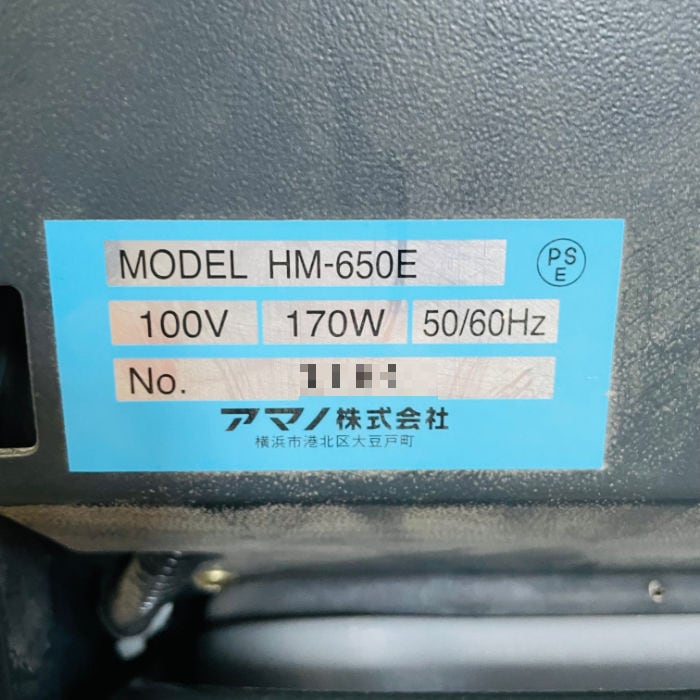 MODEL HM-650E
PS
E
100V 170W 50/60Hz
No.
アマノ株式会社
横浜市港北区大豆戸町